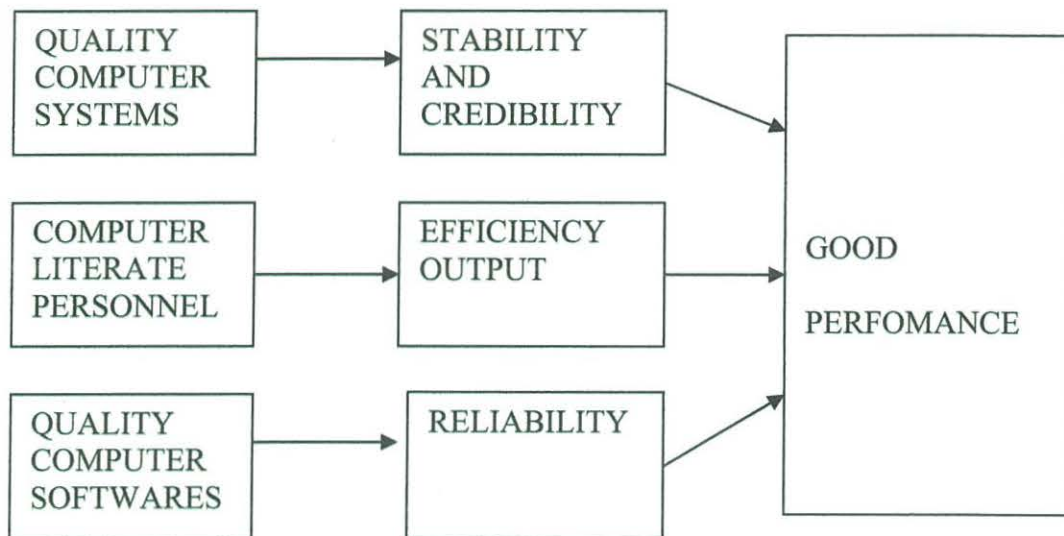 QUALITY
COMPUTER
SYSTEMS
STABILITY
AND
CREDIBILITY
COMPUTER
LITERATE
PERSONNEL
EFFICIENCY
OUTPUT
QUALITY
COMPUTER
SOFTWARES
RELIABILITY
GOOD
PERFOMANCE